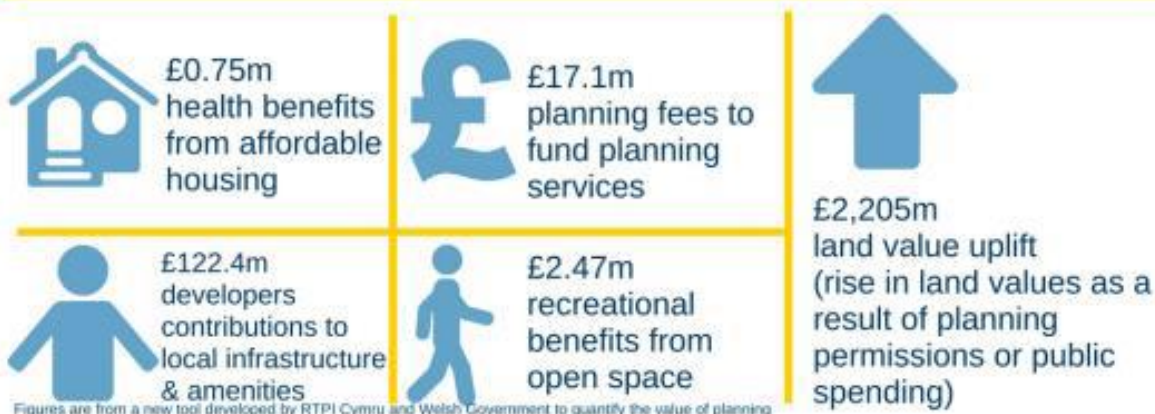 £0.75m
health benefits
from affordable
housing
£17.1m
planning fees to
fund planning
services
£2,205m
land value uplift
(rise in land values as a
result of planning
permissions or public
spending)
£122.4m
developers
contributions to
local infrastructure
& amenities
£2.47m
recreational
benefits from
open space
Figures are from a new tool developed by RTPI Cymru and Welsh Government to quantify the value of planning